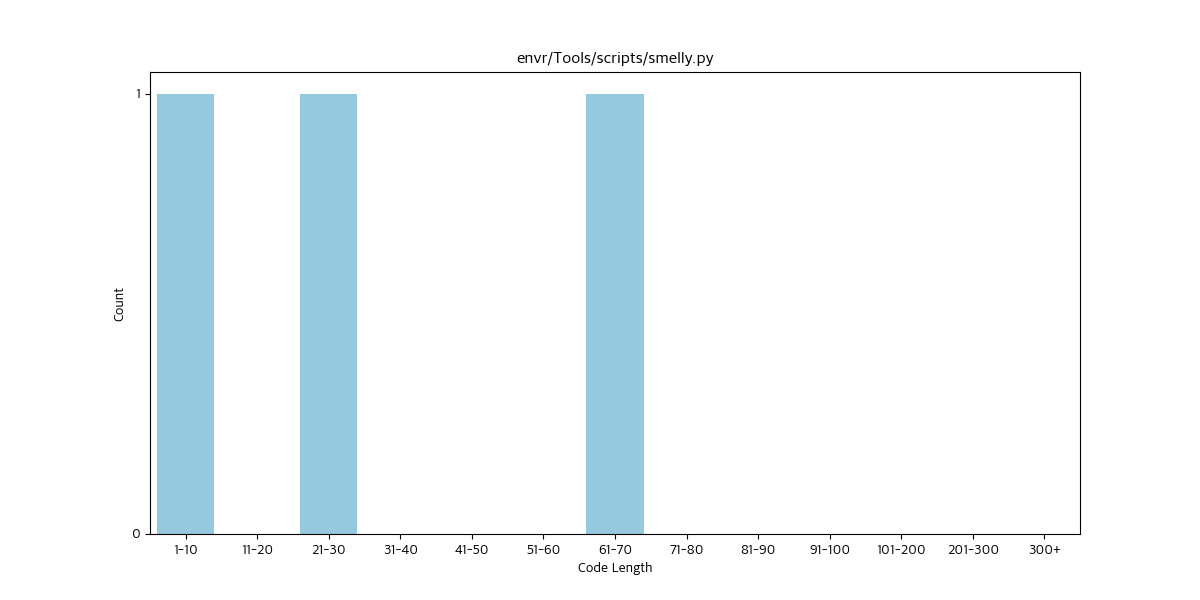 envr/Tools/scripts/smelly.py
1
Count
0
1-10 11-20 21-30 31-40 41-50 51-60 61-70 71-80 81-90 91-100 101-200 201-300 300+
Code Length